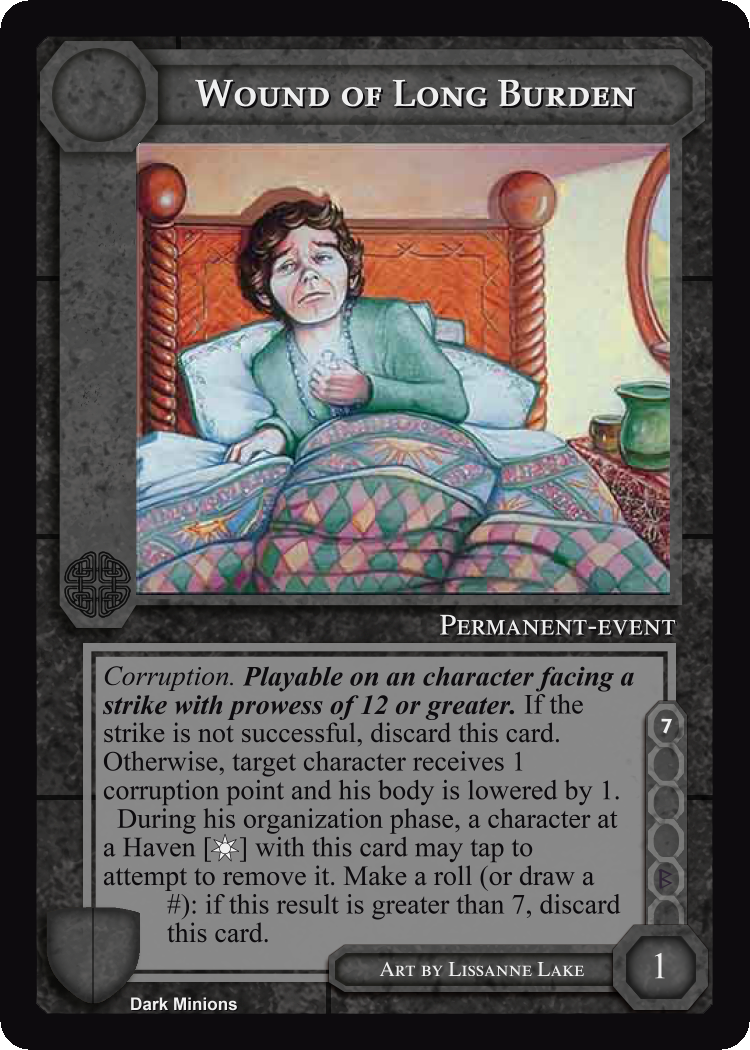 Wound of Long Burden
Permanent-event
Corruption. Playable on an character facing a
strike with prowess of 12 or greater. If the
strike is not successful, discard this card.
Otherwise, target character receives 1
corruption point and his body is lowered by 1.
During his organization phase, a character at
a Haven [☼] with this card may tap to
attempt to remove it. Make a roll (or draw a
#): if this result is greater than 7, discard
this card.
7
B
Art by Lissanne Lake
1
Dark Minions